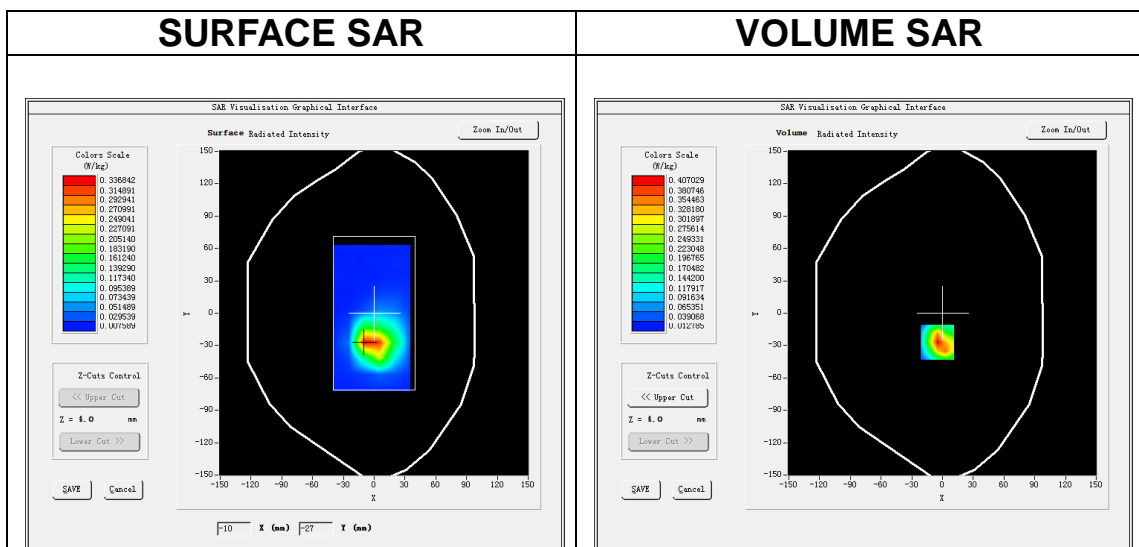 SURFACE SAR
SAR Visualisation Graphical Interface
Surface Radiated Intensity
Zoom In/Out
Colors Scale
(W/kg)
0.336842
0.314891
0.292941
0.270991
0.249041
0.227091
0.205140
0.183190
0.161240
0.139290
0.117340
0.095389
0.073439
0.051489
0.029539
0.007589
150
120
90
60
30
0
-30
-60
-90
-120
-150
Y
-150 -120 -90 -60 -30 0 30 60 90 120 150
X
Z-Cuts Control
<< Upper Cut
Z = 4.0 mm
Lower Cut >>
SAVE Cancel
-10 X (mm) -27 Y (mm)
VOLUME SAR
SAR Visualisation Graphical Interface
Volume Radiated Intensity
Zoom In/Out
Colors Scale
(W/kg)
0.407029
0.380746
0.354463
0.328180
0.301897
0.275614
0.249331
0.223048
0.196765
0.170482
0.144200
0.117917
0.091634
0.065351
0.039068
0.012785
150
120
90
60
30
0
-30
-60
-90
-120
-150
Y
-150 -120 -90 -60 -30 0 30 60 90 120 150
X
Z-Cuts Control
<< Upper Cut
Z = 4.0 mm
Lower Cut >>
SAVE Cancel